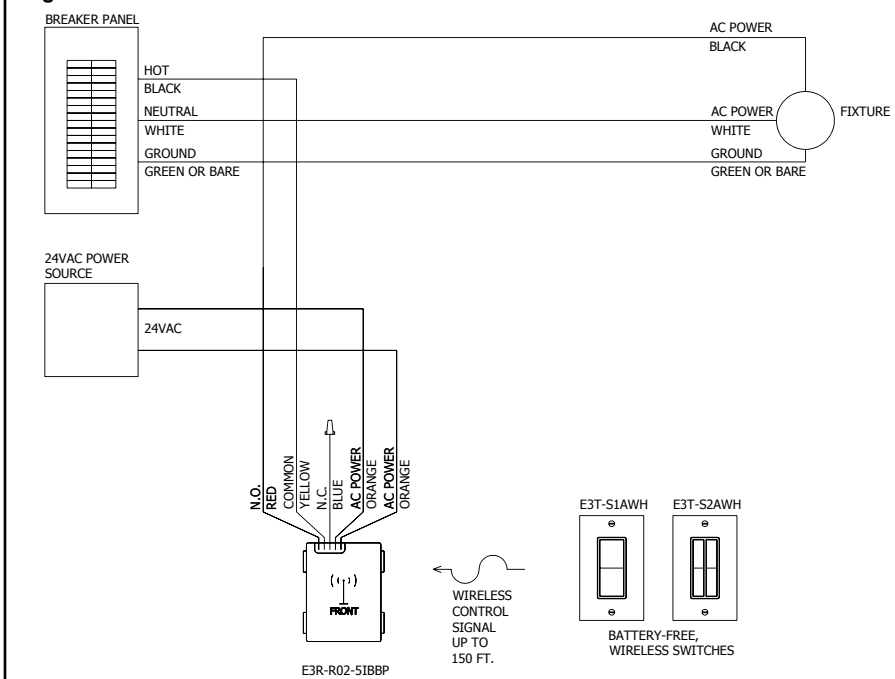 g
BREAKER PANEL
AC POWER
BLACK
HOT
BLACK
NEUTRAL
WHITE
AC POWER
WHITE
FIXTURE
GROUND
GREEN OR BARE
GROUND
GREEN OR BARE
24VAC POWER
SOURCE
24VAC
N.O.
RED
COMMON
YELLOW
N.C.
BLUE
AC POWER
ORANGE
AC POWER
ORANGE
FRONT
E3R-R02-5IBBP
WIRELESS
CONTROL
SIGNAL
UP TO
150 FT.
E3T-S1AWH
E3T-S2AWH
BATTERY-FREE,
WIRELESS SWITCHES